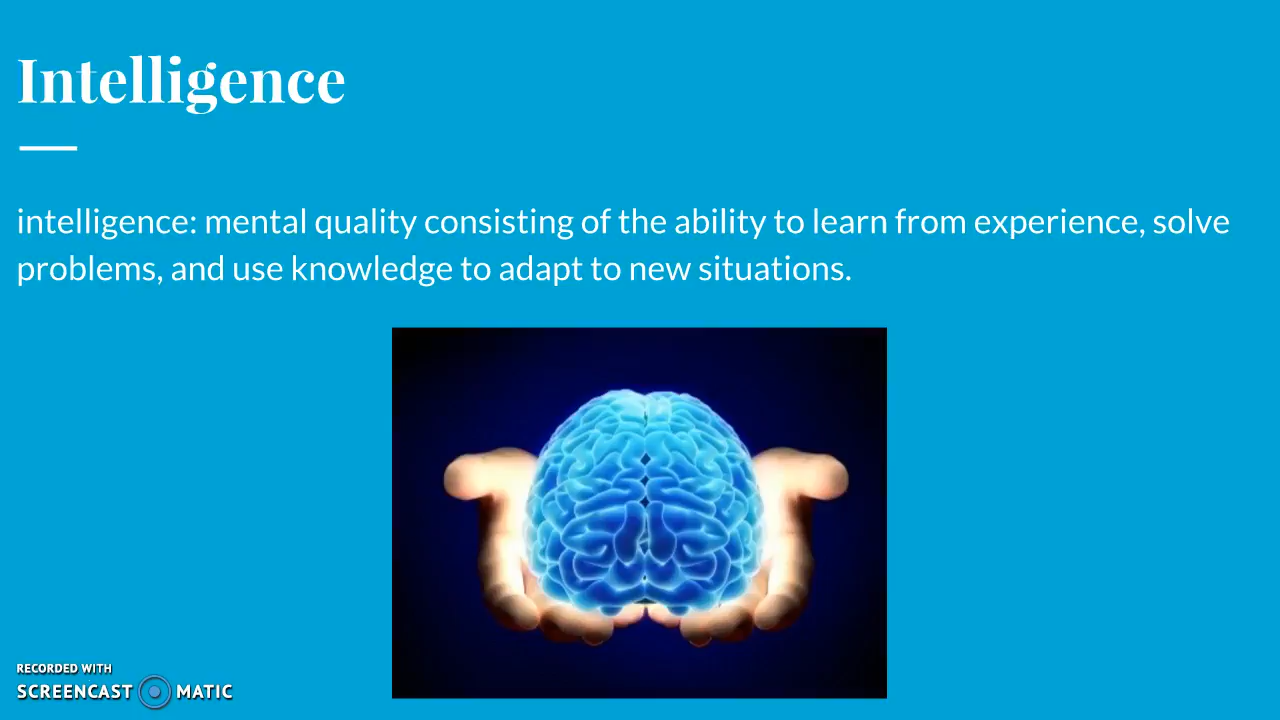 Intelligence
intelligence: mental quality consisting of the ability to learn from experience, solve
problems, and use knowledge to adapt to new situations.
RECORDED WITH
SCREENCAST MATIC